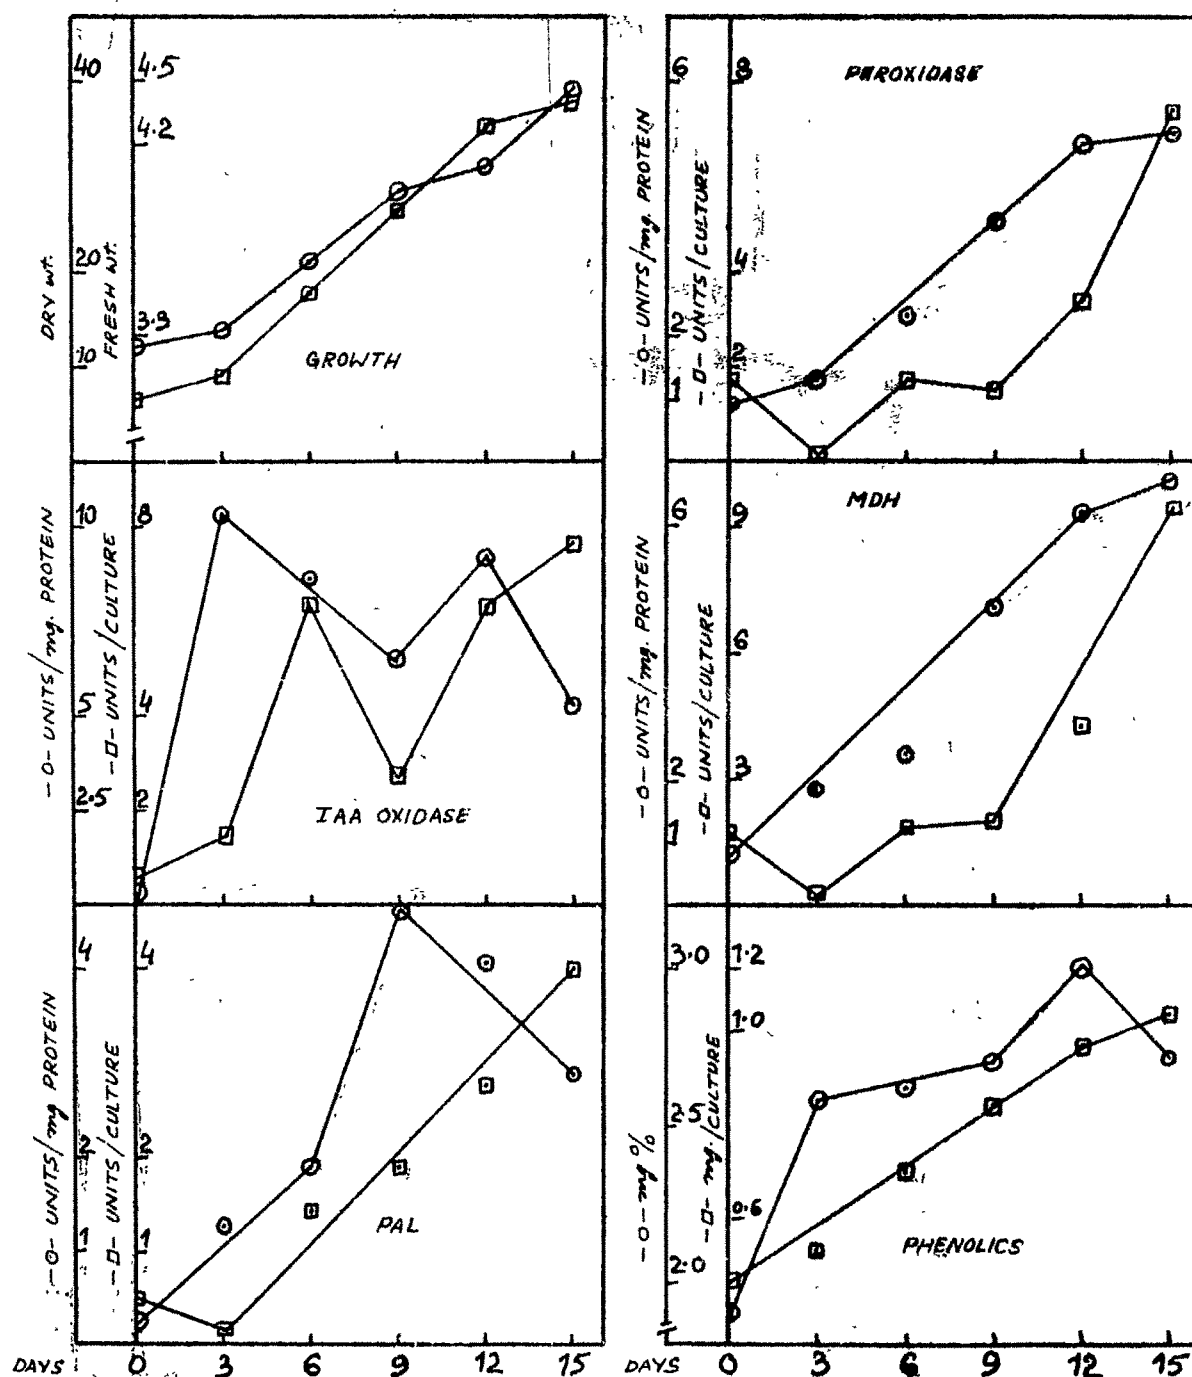 GROWTH
DRY wt.
FRESH wt.
40
20
10
4.5
4.2
3.9
PEROXIDASE
-O- UNITS/mg. PROTEIN
-□- UNITS/CULTURE
6
2
1
8
4
2
IAA OXIDASE
-O- UNITS/mg. PROTEIN
-□- UNITS/CULTURE
10
5
2.5
8
4
2
MDH
-O- UNITS/mg. PROTEIN
-□- UNITS/CULTURE
6
2
1
9
6
3
PAL
-O- UNITS/mg PROTEIN
-□- UNITS/CULTURE
4
2
1
4
2
1
PHENOLICS
-O- mg %
-□- mg./CULTURE
3.0
2.5
2.0
1.2
1.0
0.6
DAYS 0 3 6 9 12 15
DAYS 0 3 6 9 12 15